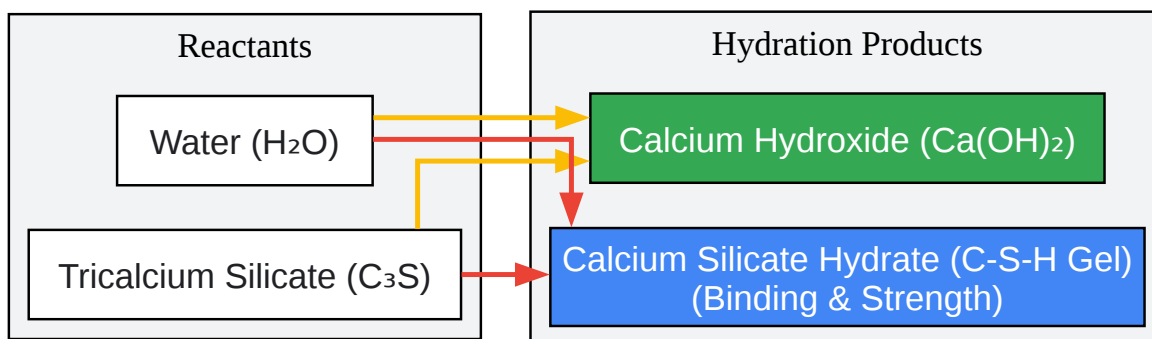 Reactants
Water (H₂O)
Tricalcium Silicate (C₃S)
Hydration Products
Calcium Hydroxide (Ca(OH)₂)
Calcium Silicate Hydrate (C-S-H Gel)
(Binding & Strength)